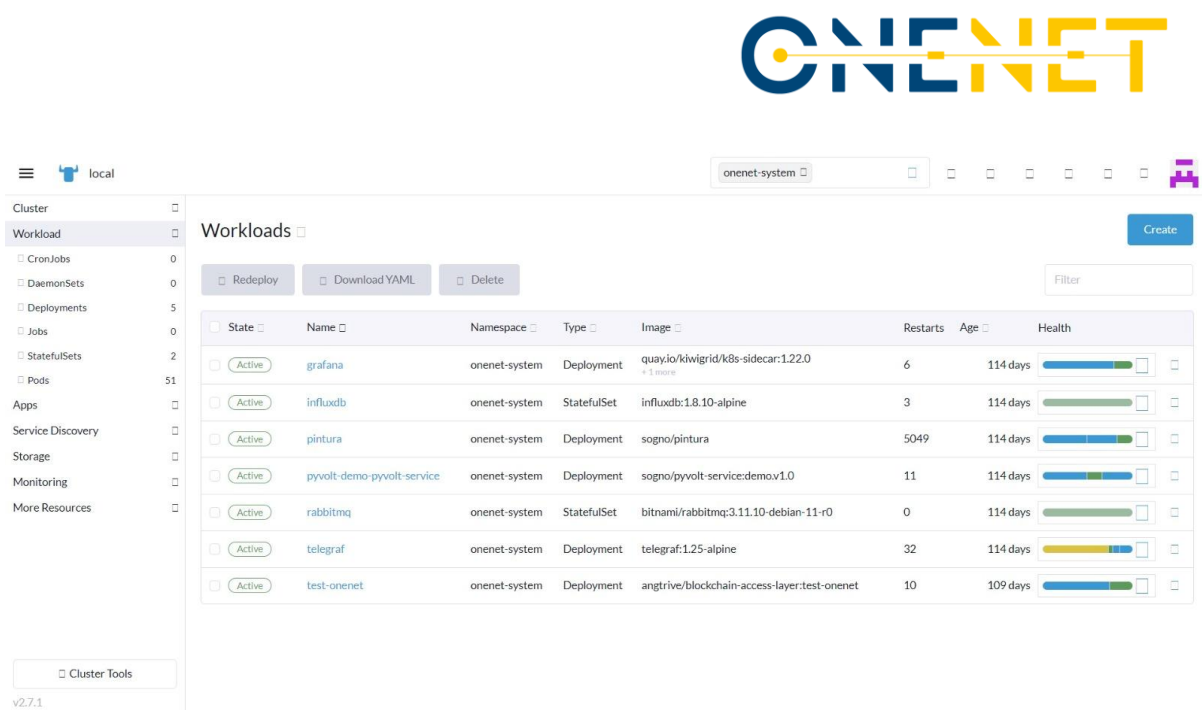 ONENET
local
onenet-system
Cluster
Workload
CronJobs 0
DaemonSets 0
Deployments 5
Jobs 0
StatefulSets 2
Pods 51
Apps
Service Discovery
Storage
Monitoring
More Resources
Cluster Tools
v2.7.1
Workloads
Create
Redeploy Download YAML Delete
Filter
State Name Namespace Type Image Restarts Age Health
Active grafana onenet-system Deployment quay.io/kiwigrid/k8s-sidecar:1.22.0 6 114 days
+ 1 more
Active influxdb onenet-system StatefulSet influxdb:1.8.10-alpine 3 114 days
Active pintura onenet-system Deployment sogno/pintura 5049 114 days
Active pyvolt-demo-pyvolt-service onenet-system Deployment sogno/pyvolt-service:demo.v1.0 11 114 days
Active rabbitmq onenet-system StatefulSet bitnami/rabbitmq:3.11.10-debian-11-r0 0 114 days
Active telegraf onenet-system Deployment telegraf:1.25-alpine 32 114 days
Active test-onenet onenet-system Deployment angtrive/blockchain-access-layer:test-onenet 10 109 days